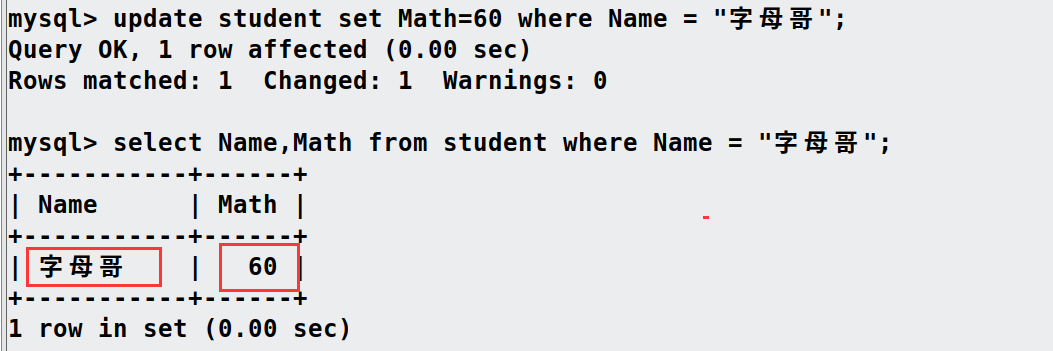 mysql> update student set Math=60 where Name = "字母哥";
Query OK, 1 row affected (0.00 sec)
Rows matched: 1  Changed: 1  Warnings: 0
mysql> select Name,Math from student where Name = "字母哥";
+-----------+------+
| Name      | Math |
+-----------+------+
| 字母哥    |   60 |
+-----------+------+
1 row in set (0.00 sec)